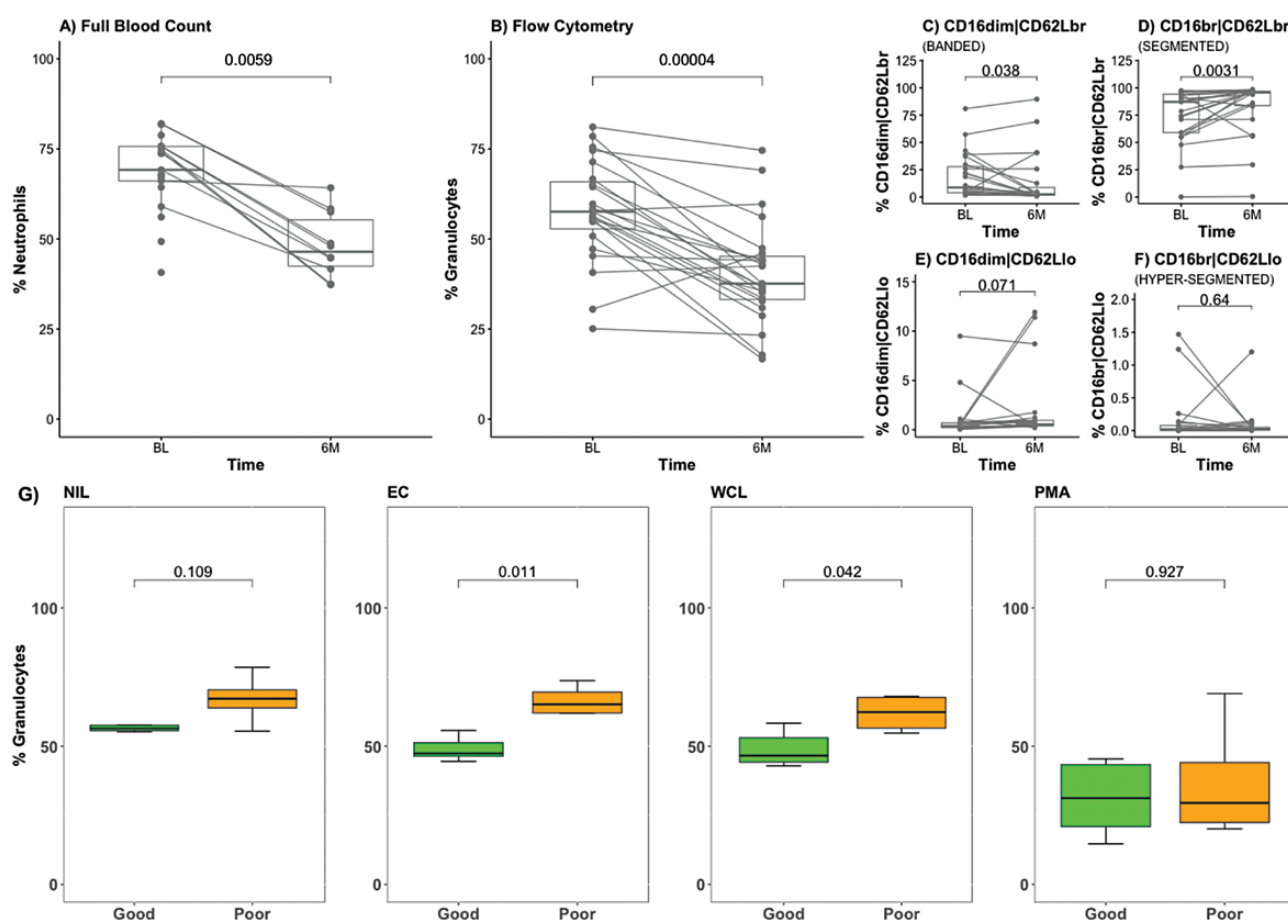 A) Full Blood Count
% Neutrophils
100
75
50
25
0
0.0059
BL
6M
Time
B) Flow Cytometry
% Granulocytes
100
75
50
25
0
0.00004
BL
6M
Time
C) CD16dim|CD62Lbr
(BANDED)
% CD16dim|CD62Lbr
125
100
75
50
25
0
0.038
BL
6M
Time
D) CD16br|CD62Lbr
(SEGMENTED)
% CD16br|CD62Lbr
125
100
75
50
25
0
0.0031
BL
6M
Time
E) CD16dim|CD62Llo
% CD16dim|CD62Llo
15
10
5
0
0.071
BL
6M
Time
F) CD16br|CD62Llo
(HYPER-SEGMENTED)
% CD16br|CD62Llo
2.0
1.5
1.0
0.5
0.0
0.64
BL
6M
Time
G)
NIL
% Granulocytes
100
50
0
0.109
Good
Poor
EC
100
50
0
0.011
Good
Poor
WCL
100
50
0
0.042
Good
Poor
PMA
100
50
0
0.927
Good
Poor